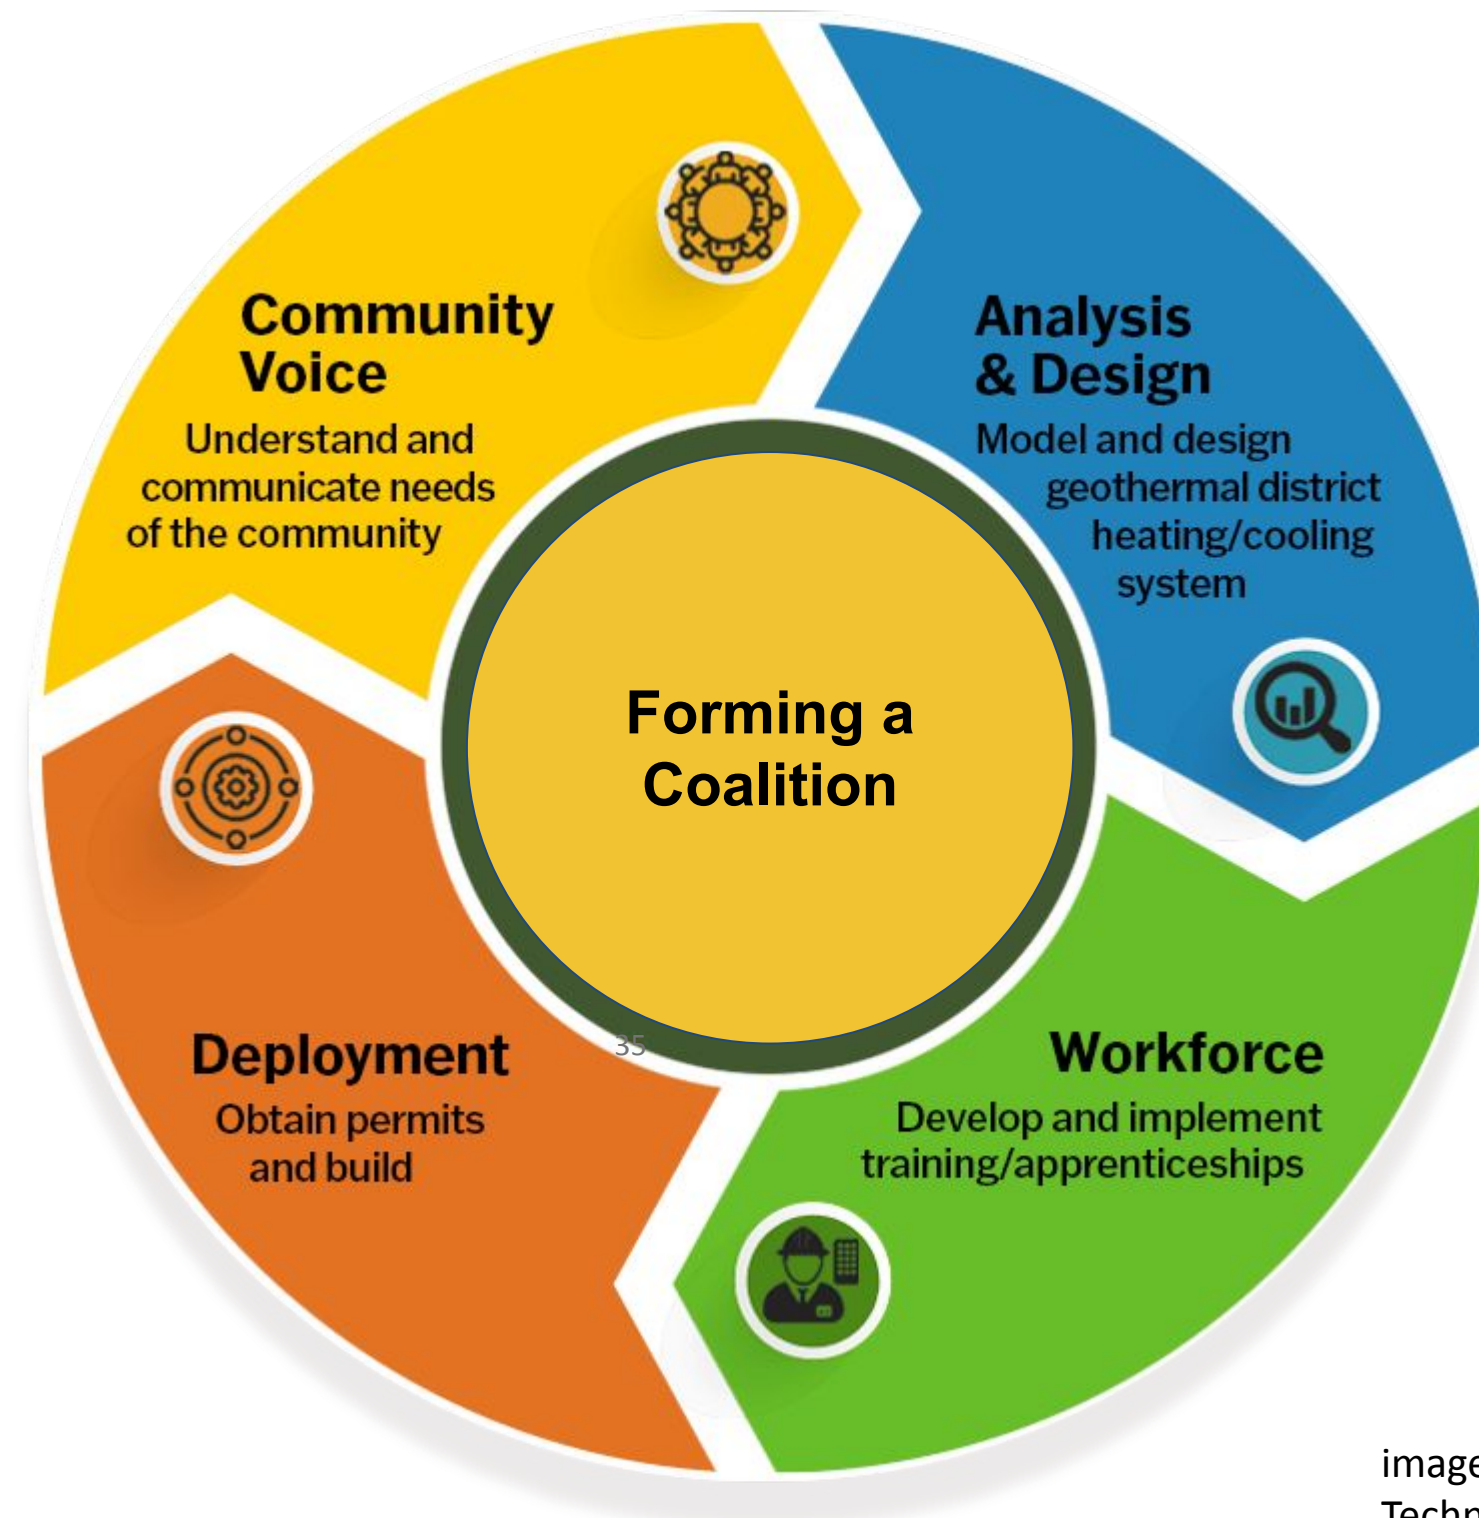 Community
Voice
Understand and
communicate needs
of the community
Analysis
& Design
Model and design
geothermal district
heating/cooling
system
Forming a
Coalition
Deployment
Obtain permits
and build
35
Workforce
Develop and implement
training/apprenticeships
image